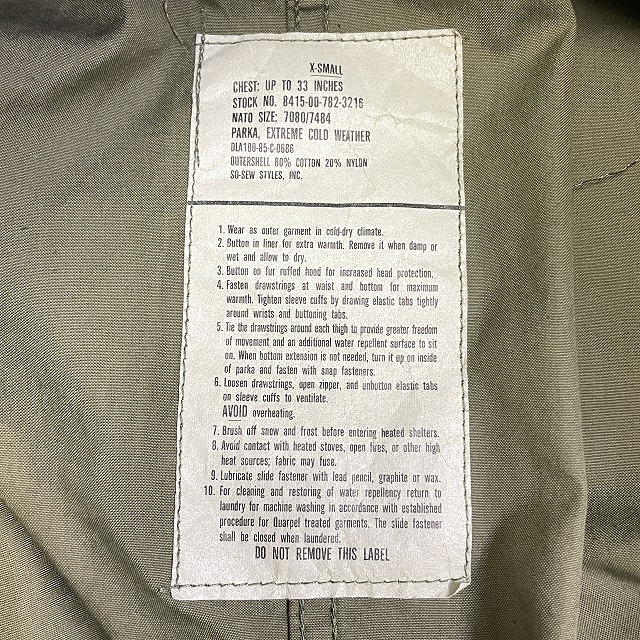 X-SMALL
CHEST: UP TO 33 INCHES
STOCK NO. 8415-00-782-3216
NATO SIZE: 7080/7484
PARKA, EXTREME COLD WEATHER
DLA100-85-C-0686
OUTERSHELL 80% COTTON 20% NYLON
SO-SEW STYLES, INC.
1. Wear as outer garment in cold-dry climate.
2. Button in liner for extra warmth. Remove it when damp or
wet and allow to dry.
3. Button on fur ruffed hood for increased head protection.
4. Fasten drawstrings at waist and bottom for maximum
warmth. Tighten sleeve cuffs by drawing elastic tabs tightly
around wrists and buttoning tabs.
5. Tie the drawstrings around each thigh to provide greater freedom
of movement and an additional water repellent surface to sit
on. When bottom extension is not needed, turn it up on inside
of parka and fasten with snap fasteners.
6. Loosen drawstrings, open zipper, and unbutton elastic tabs
on sleeve cuffs to ventilate.
AVOID overheating.
7. Brush off snow and frost before entering heated shelters.
8. Avoid contact with heated stoves, open fires, or other high
heat sources; fabric may fuse.
9. Lubricate slide fastener with lead pencil, graphite or wax.
10. For cleaning and restoring of water repellency return to
laundry for machine washing in accordance with established
procedure for Quarpel treated garments. The slide fastener
shall be closed when laundered.
DO NOT REMOVE THIS LABEL